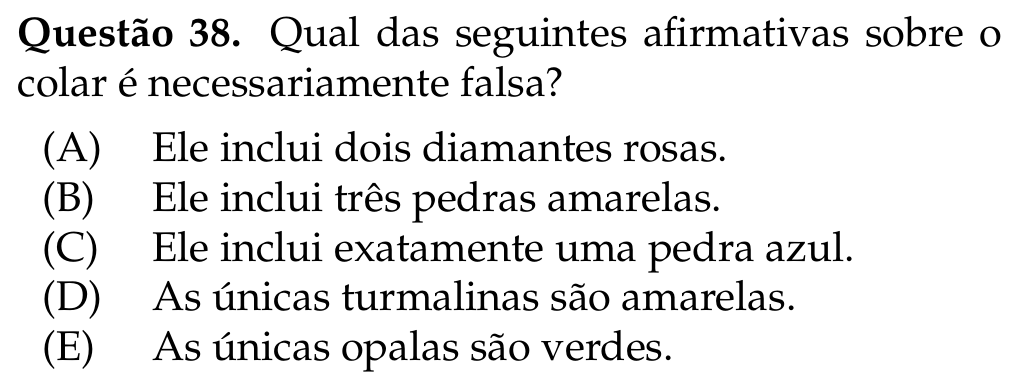 Questão 38. Qual das seguintes afirmativas sobre o
colar é necessariamente falsa?
(A) Ele inclui dois diamantes rosas.
(B) Ele inclui três pedras amarelas.
(C) Ele inclui exatamente uma pedra azul.
(D) As únicas turmalinas são amarelas.
(E) As únicas opalas são verdes.